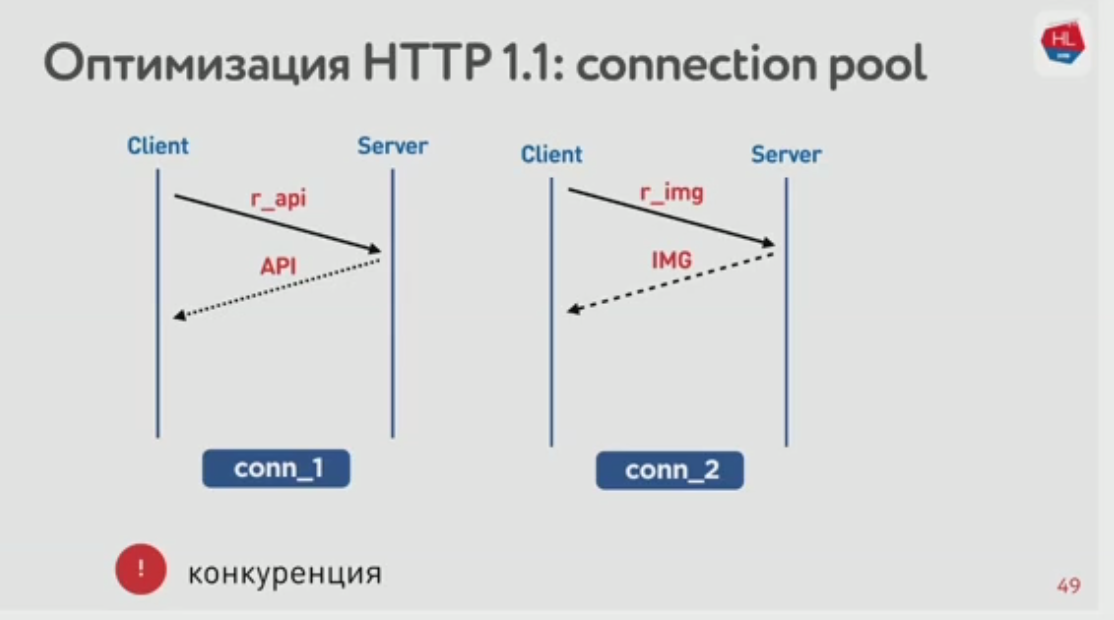 Оптимизация HTTP 1.1: connection pool
HL
Client
Server
r_api
API
conn_1
Client
Server
r_img
IMG
conn_2
!
конкуренция
49